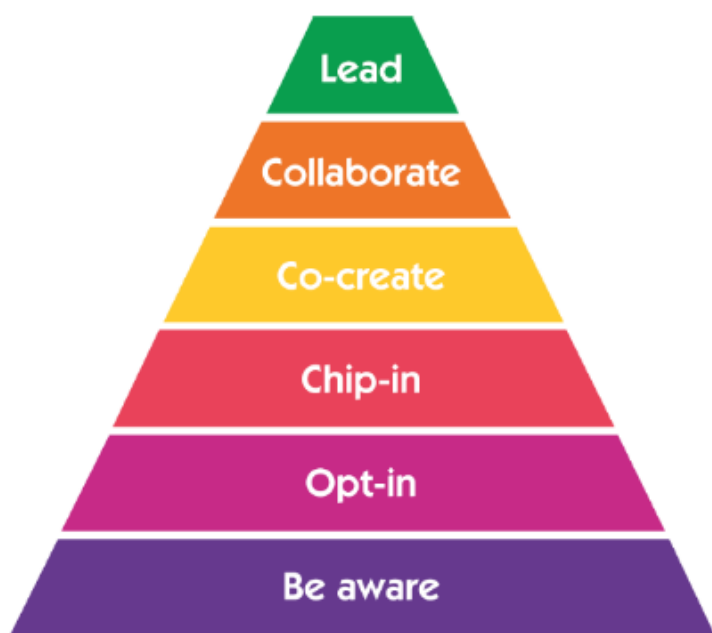 Lead
Collaborate
Co-create
Chip-in
Opt-in
Be aware